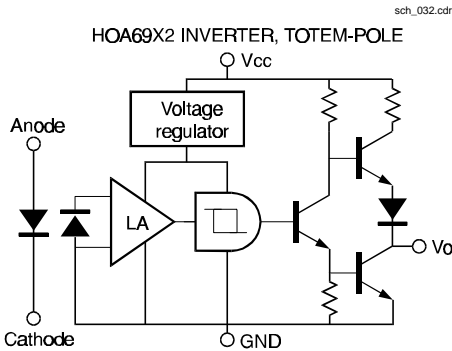 sch_032.cdr
HOA69X2 INVERTER, TOTEM-POLE
Vcc
Voltage
regulator
Anode
LA
Vo
Cathode
GND